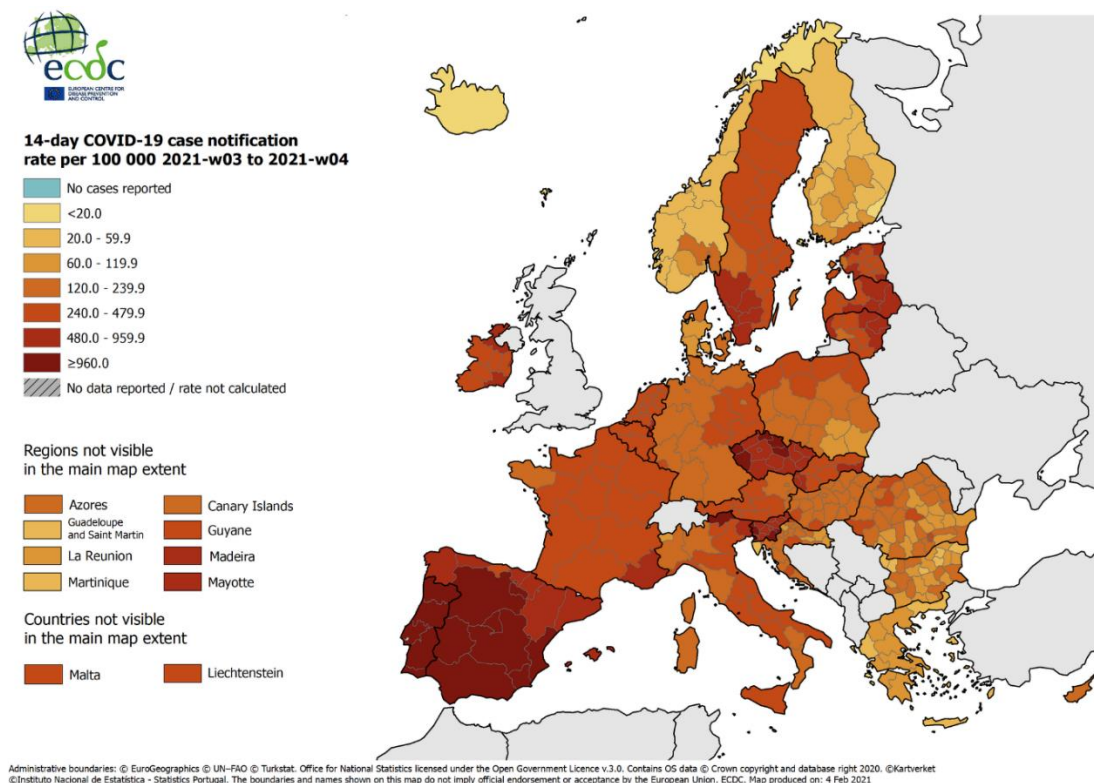 ecdc
EUROPEAN CENTRE FOR
DISEASE PREVENTION
AND CONTROL
14-day COVID-19 case notification
rate per 100 000 2021-w03 to 2021-w04
No cases reported
<20.0
20.0 - 59.9
60.0 - 119.9
120.0 - 239.9
240.0 - 479.9
480.0 - 959.9
≥960.0
No data reported / rate not calculated
Regions not visible
in the main map extent
Azores
Canary Islands
Guadeloupe
and Saint Martin
Guyane
La Reunion
Madeira
Martinique
Mayotte
Countries not visible
in the main map extent
Malta
Liechtenstein
Administrative boundaries: © EuroGeographics © UN–FAO © Turkstat. Office for National Statistics licensed under the Open Government Licence v.3.0. Contains OS data © Crown copyright and database right 2020. ©Kartverket
©Instituto Nacional de Estatística - Statistics Portugal. The boundaries and names shown on this map do not imply official endorsement or acceptance by the European Union. ECDC. Map produced on: 4 Feb 2021